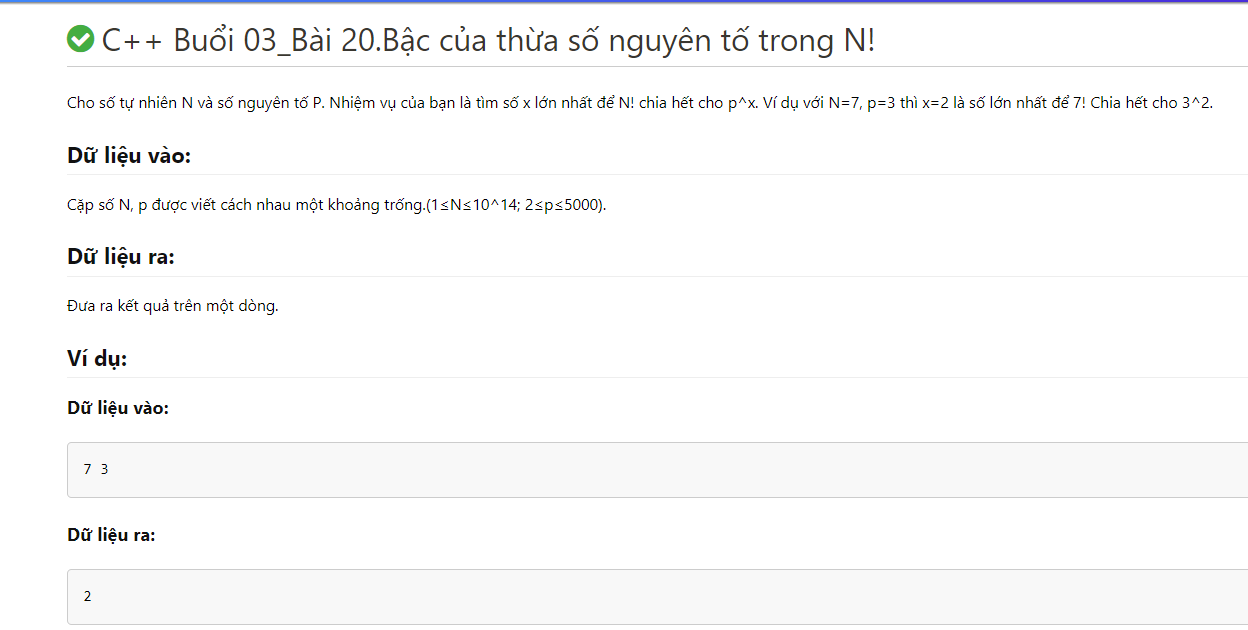 C++ Buổi 03_Bài 20.Bậc của thừa số nguyên tố trong N!
Cho số tự nhiên N và số nguyên tố P. Nhiệm vụ của bạn là tìm số x lớn nhất để N! chia hết cho p^x. Ví dụ với N=7, p=3 thì x=2 là số lớn nhất để 7! Chia hết cho 3^2.
Dữ liệu vào:
Cặp số N, p được viết cách nhau một khoảng trống.(1≤N≤10^14; 2≤p≤5000).
Dữ liệu ra:
Đưa ra kết quả trên một dòng.
Ví dụ:
Dữ liệu vào:
7 3
Dữ liệu ra:
2